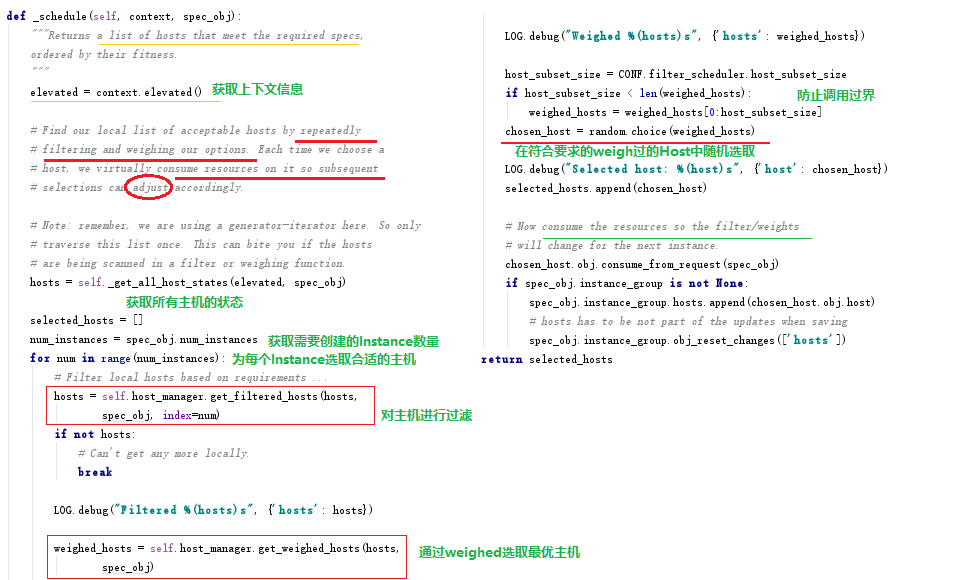 def _schedule(self, context, spec_obj):
"""Returns a list of hosts that meet the required specs,
ordered by their fitness.
"""
elevated = context.elevated() 获取上下文信息
# Find our local list of acceptable hosts by repeatedly
# filtering and weighing our options. Each time we choose a
# host, we virtually consume resources on it so subsequent
# selections can adjust accordingly.
# Note: remember, we are using a generator-iterator here. So only
# traverse this list once. This can bite you if the hosts
# are being scanned in a filter or weighing function.
hosts = self._get_all_host_states(elevated, spec_obj)
获取所有主机的状态
selected_hosts = []
num_instances = spec_obj.num_instances 获取需要创建的Instance数量
for num in range(num_instances): 为每个Instance选取合适的主机
# Filter local hosts based on requirements ...
hosts = self.host_manager.get_filtered_hosts(hosts,
spec_obj, index=num) 对主机进行过滤
if not hosts:
# Can't get any more locally.
break
LOG.debug("Filtered %(hosts)s", {'hosts': hosts})
weighed_hosts = self.host_manager.get_weighed_hosts(hosts, 通过weighed选取最优主机
spec_obj)
LOG.debug("Weighed %(hosts)s", {'hosts': weighed_hosts})
host_subset_size = CONF.filter_scheduler.host_subset_size
if host_subset_size < len(weighed_hosts): 防止调用过界
weighed_hosts = weighed_hosts[0:host_subset_size]
chosen_host = random.choice(weighed_hosts)
在符合要求的weigh过的Host中随机选取
LOG.debug("Selected host: %(host)s", {'host': chosen_host})
selected_hosts.append(chosen_host)
# Now consume the resources so the filter/weights
# will change for the next instance.
chosen_host.obj.consume_from_request(spec_obj)
if spec_obj.instance_group is not None:
spec_obj.instance_group.hosts.append(chosen_host.obj.host)
# hosts has to be not part of the updates when saving
spec_obj.instance_group.obj_reset_changes(['hosts'])
return selected_hosts